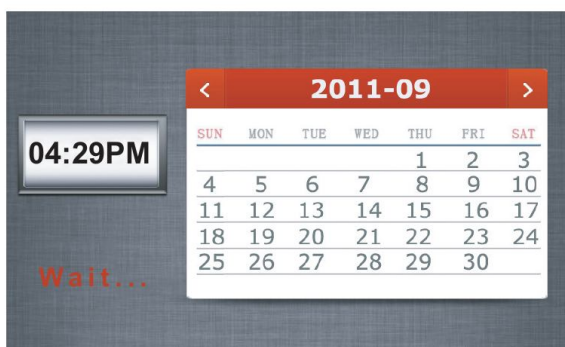 < 2011-09 >
SUN MON TUE WED THU FRI SAT
1 2 3
04:29PM
4 5 6 7 8 9 10
11 12 13 14 15 16 17
18 19 20 21 22 23 24
25 26 27 28 29 30
Wait...